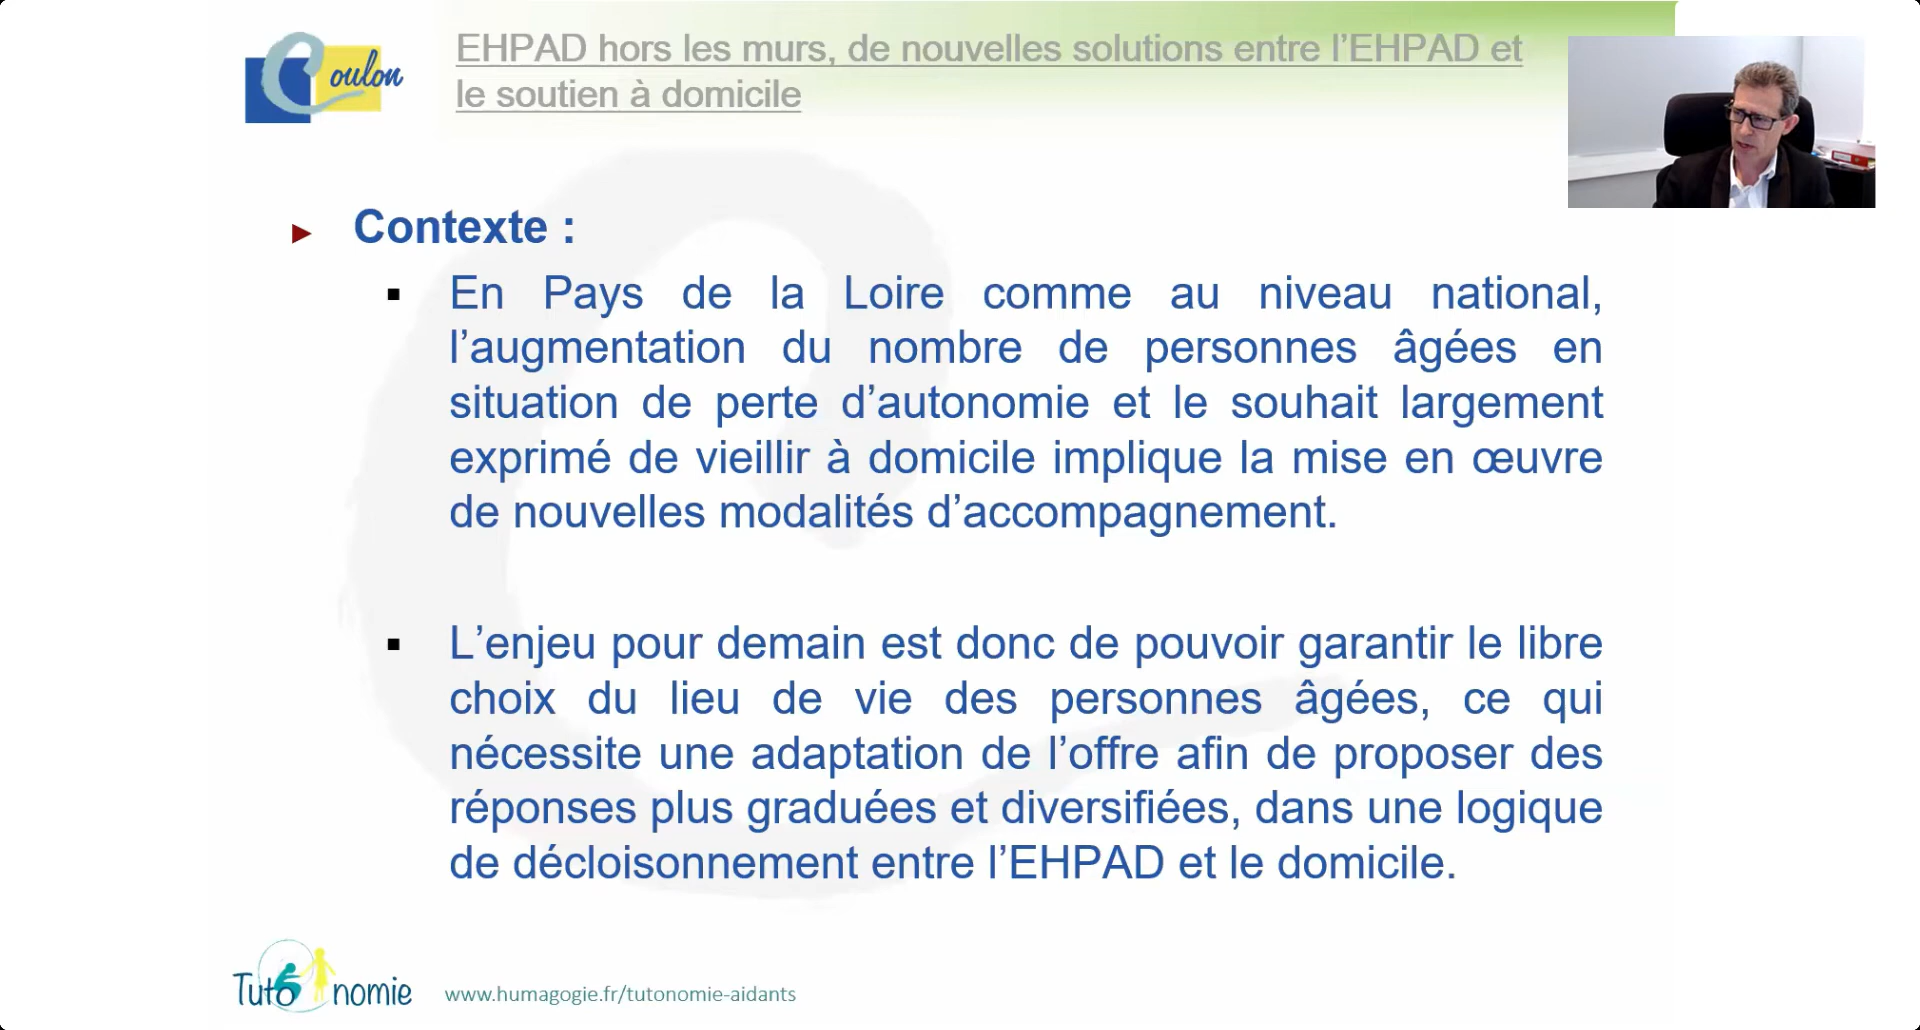 Coulon
EHPAD hors les murs, de nouvelles solutions entre l’EHPAD et
le soutien à domicile
Contexte :
En Pays de la Loire comme au niveau national,
l’augmentation du nombre de personnes âgées en
situation de perte d’autonomie et le souhait largement
exprimé de vieillir à domicile implique la mise en œuvre
de nouvelles modalités d’accompagnement.
L’enjeu pour demain est donc de pouvoir garantir le libre
choix du lieu de vie des personnes âgées, ce qui
nécessite une adaptation de l’offre afin de proposer des
réponses plus graduées et diversifiées, dans une logique
de décloisonnement entre l’EHPAD et le domicile.
Tutonomie
www.humagogie.fr/tutonomie-aidants